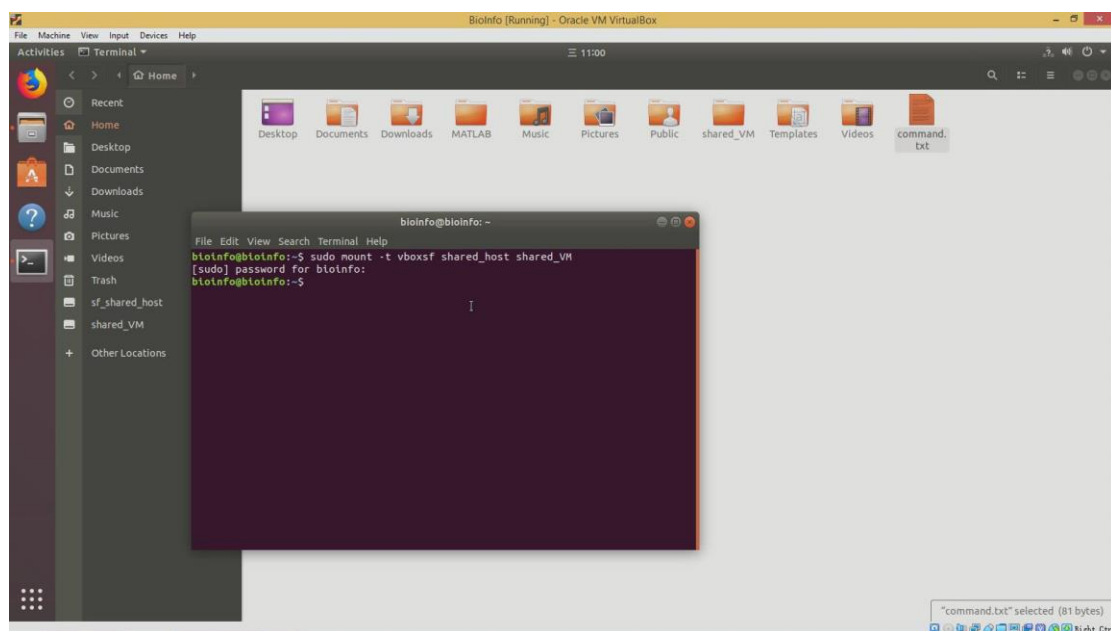 BioInfo [Running] - Oracle VM VirtualBox
File Machine View Input Devices Help
Activities Terminal 三 11:00
Home
Recent
Home
Desktop
Documents
Downloads
Music
Pictures
Videos
Trash
sf_shared_host
shared_VM
+ Other Locations
Desktop Documents Downloads MATLAB Music Pictures Public shared_VM Templates Videos command.
txt
bioinfo@bioinfo: ~
File Edit View Search Terminal Help
bioinfo@bioinfo:~$ sudo mount -t vboxsf shared_host shared_VM
[sudo] password for bioinfo:
bioinfo@bioinfo:~$
"command.txt" selected (81 bytes)
Right Ctr